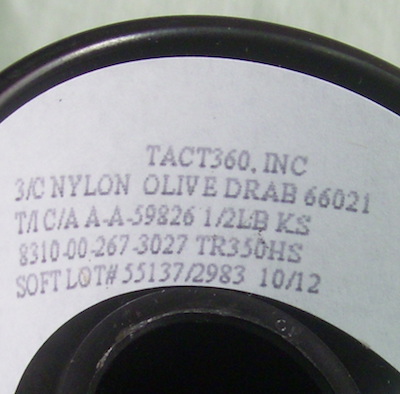 TACT360, INC
3/C NYLON OLIVE DRAB 66021
T/I C/A A-A-59826 1/2LB KS
8310-00-267-3027 TR350HS
SOFT LOT# 55137/2983 10/12